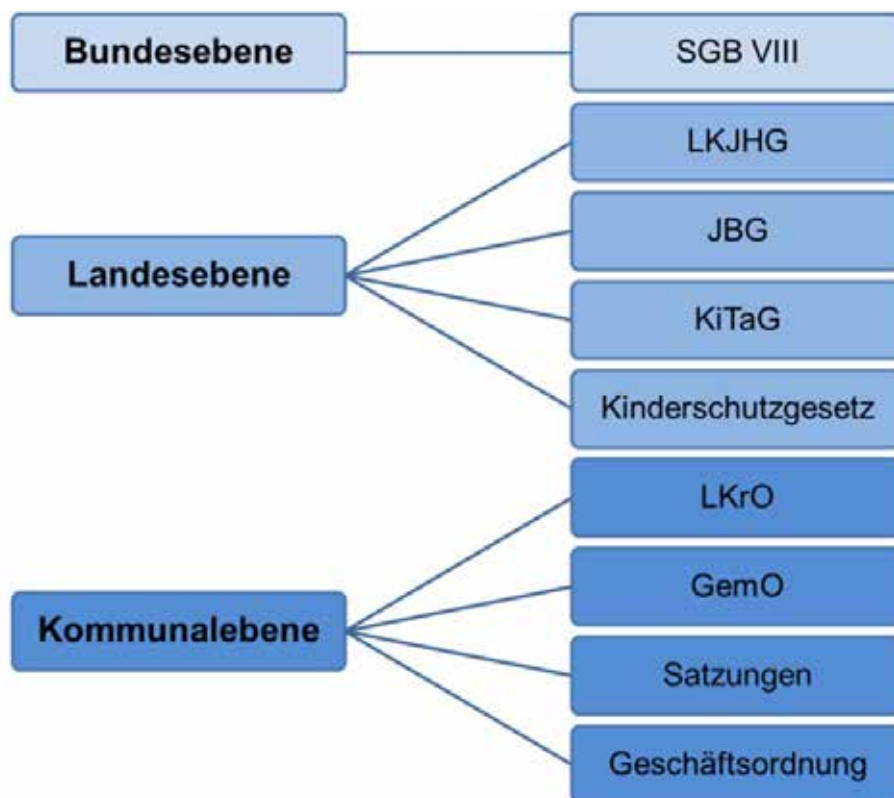 Bundesebene
SGB VIII
Landesebene
LKJHG
JBG
KiTaG
Kinderschutzgesetz
Kommunalebene
LKrO
GemO
Satzungen
Geschäftsordnung